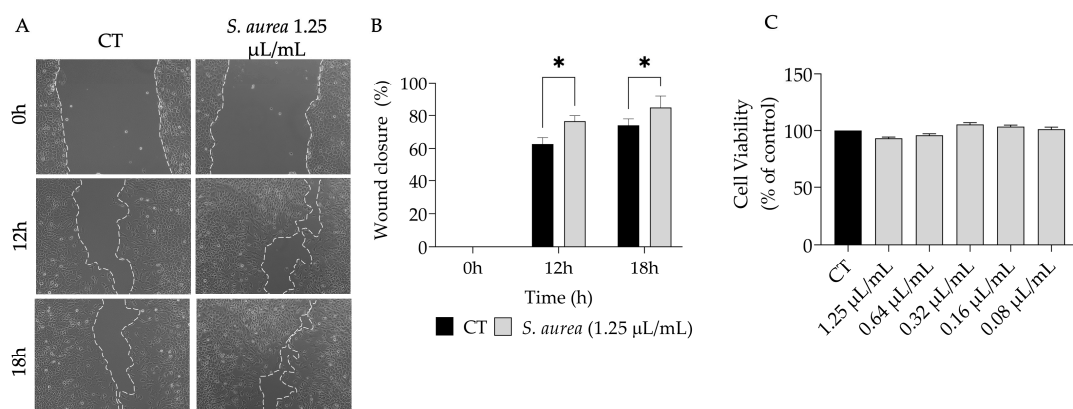 A
CT
S. aurea 1.25
µL/mL
0h
12h
18h
B
Wound closure (%)
100
80
60
40
20
0
*
*
0h
12h
18h
Time (h)
CT
S. aurea (1.25 µL/mL)
C
Cell Viability
(% of control)
150
100
50
0
CT
1.25 µL/mL
0.64 µL/mL
0.32 µL/mL
0.16 µL/mL
0.08 µL/mL